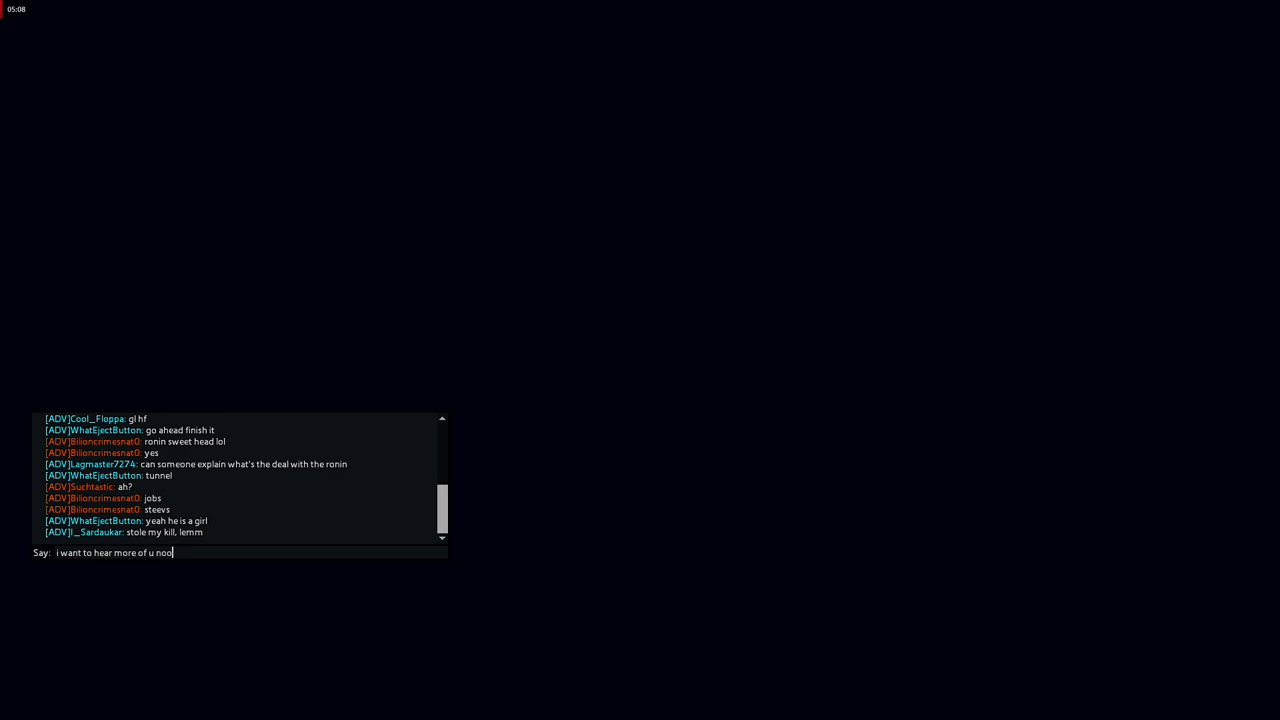 05:08
[ADV]Cool_Floppa: gl hf
[ADV]WhatEjectButton: go ahead finish it
[ADV]Bilioncrimesnat0: ronin sweet head lol
[ADV]Bilioncrimesnat0: yes
[ADV]Lagmaster7274: can someone explain what's the deal with the ronin
[ADV]WhatEjectButton: tunnel
[ADV]Suchtastic: ah?
[ADV]Bilioncrimesnat0: jobs
[ADV]Bilioncrimesnat0: steevs
[ADV]WhatEjectButton: yeah he is a girl
[ADV]I_Sardaukar: stole my kill, lemm
Say: i want to hear more of u noo